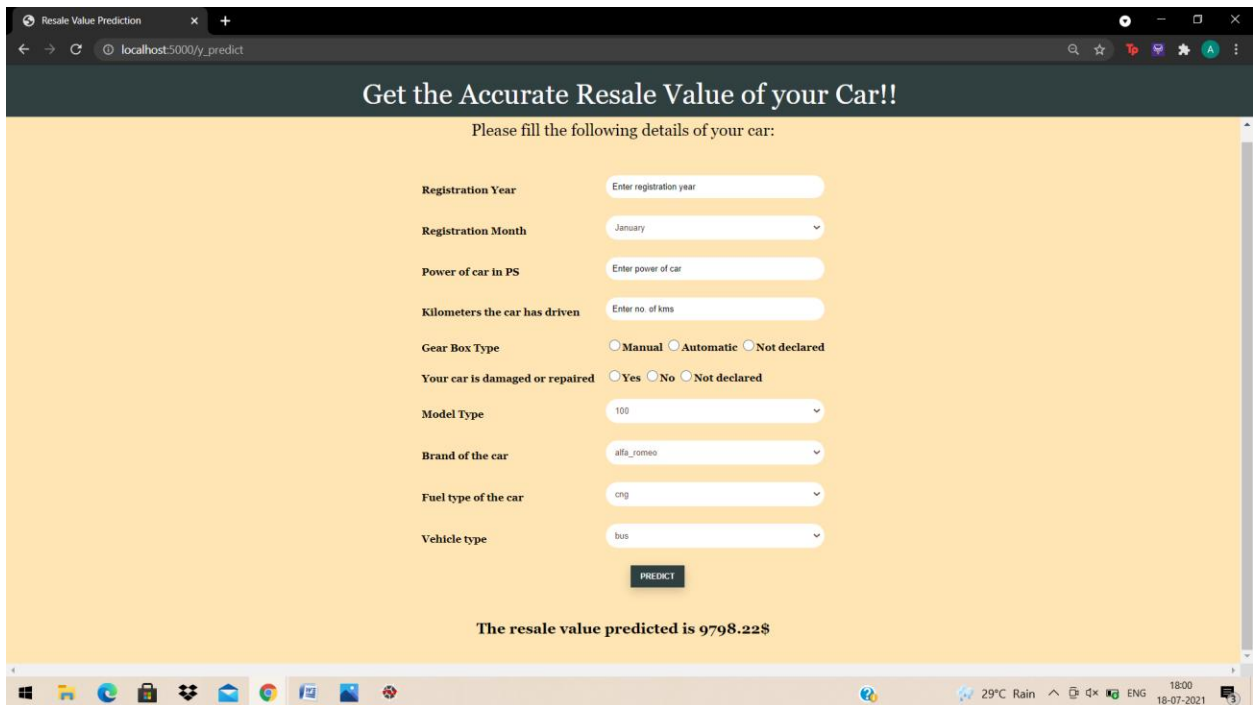 Resale Value Prediction
localhost:5000/y_predict
A
Get the Accurate Resale Value of your Car!!
Please fill the following details of your car:
Registration Year
Enter registration year
Registration Month
January
Power of car in PS
Enter power of car
Kilometers the car has driven
Enter no. of kms
Gear Box Type
Manual Automatic Not declared
Your car is damaged or repaired
Yes No Not declared
Model Type
100
Brand of the car
alfa_romeo
Fuel type of the car
cng
Vehicle type
bus
PREDICT
The resale value predicted is 9798.22$
29°C Rain
ENG
18:00
18-07-2021